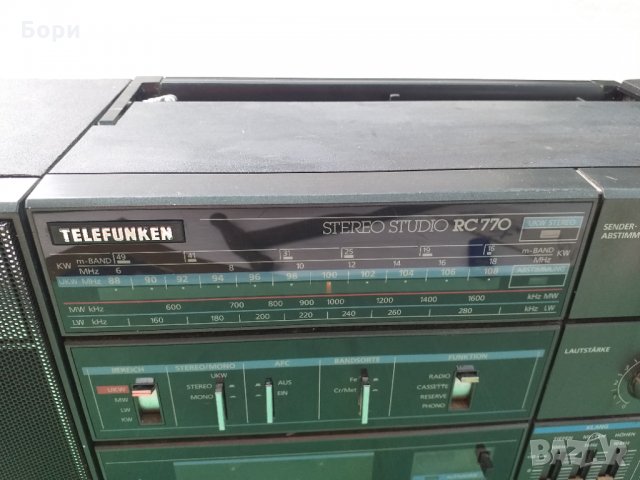 Бори
TELEFUNKEN
STEREO STUDIO RC 770
UKW STEREO
SENDER-
ABSTIMM
KW m-BAND 49 41 31 25 19 16 m-BAND KW
MHz 6 8 10 12 14 16 18 MHz
UKW MHz 88 90 92 94 96 98 100 102 104 106 108 ABSTIMMUNG
MW kHz 600 700 800 900 1000 1200 1400 1600 kHz MW
LW kHz 160 180 200 220 240 260 280 kHz LW
BEREICH STEREO/MONO AFC BANDSORTE FUNKTION
UKW
MW
LW
KW
UKW
STEREO
MONO
AUS
EIN
Fe
Cr/Met.
RADIO
CASSETTE
RESERVE
PHONO
LAUTSTÄRKE
KLANG
TIEFEN MITTEN HÖHEN
BAZAR